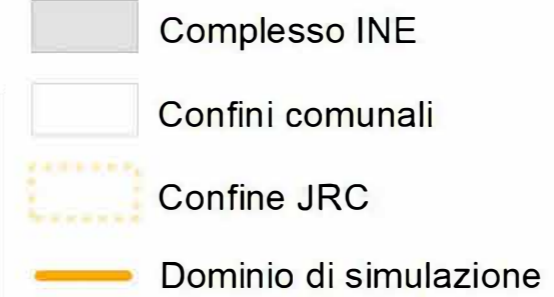 Complesso INE
Confini comunali
Confine JRC
Dominio di simulazione